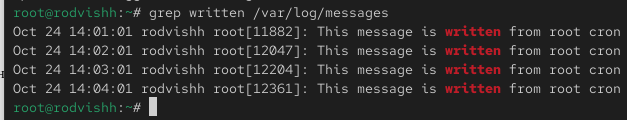 root@rodvishh:~# grep written /var/log/messages
Oct 24 14:01:01 rodvishh root[11882]: This message is written from root cron
Oct 24 14:02:01 rodvishh root[12047]: This message is written from root cron
Oct 24 14:03:01 rodvishh root[12204]: This message is written from root cron
Oct 24 14:04:01 rodvishh root[12361]: This message is written from root cron
root@rodvishh:~#